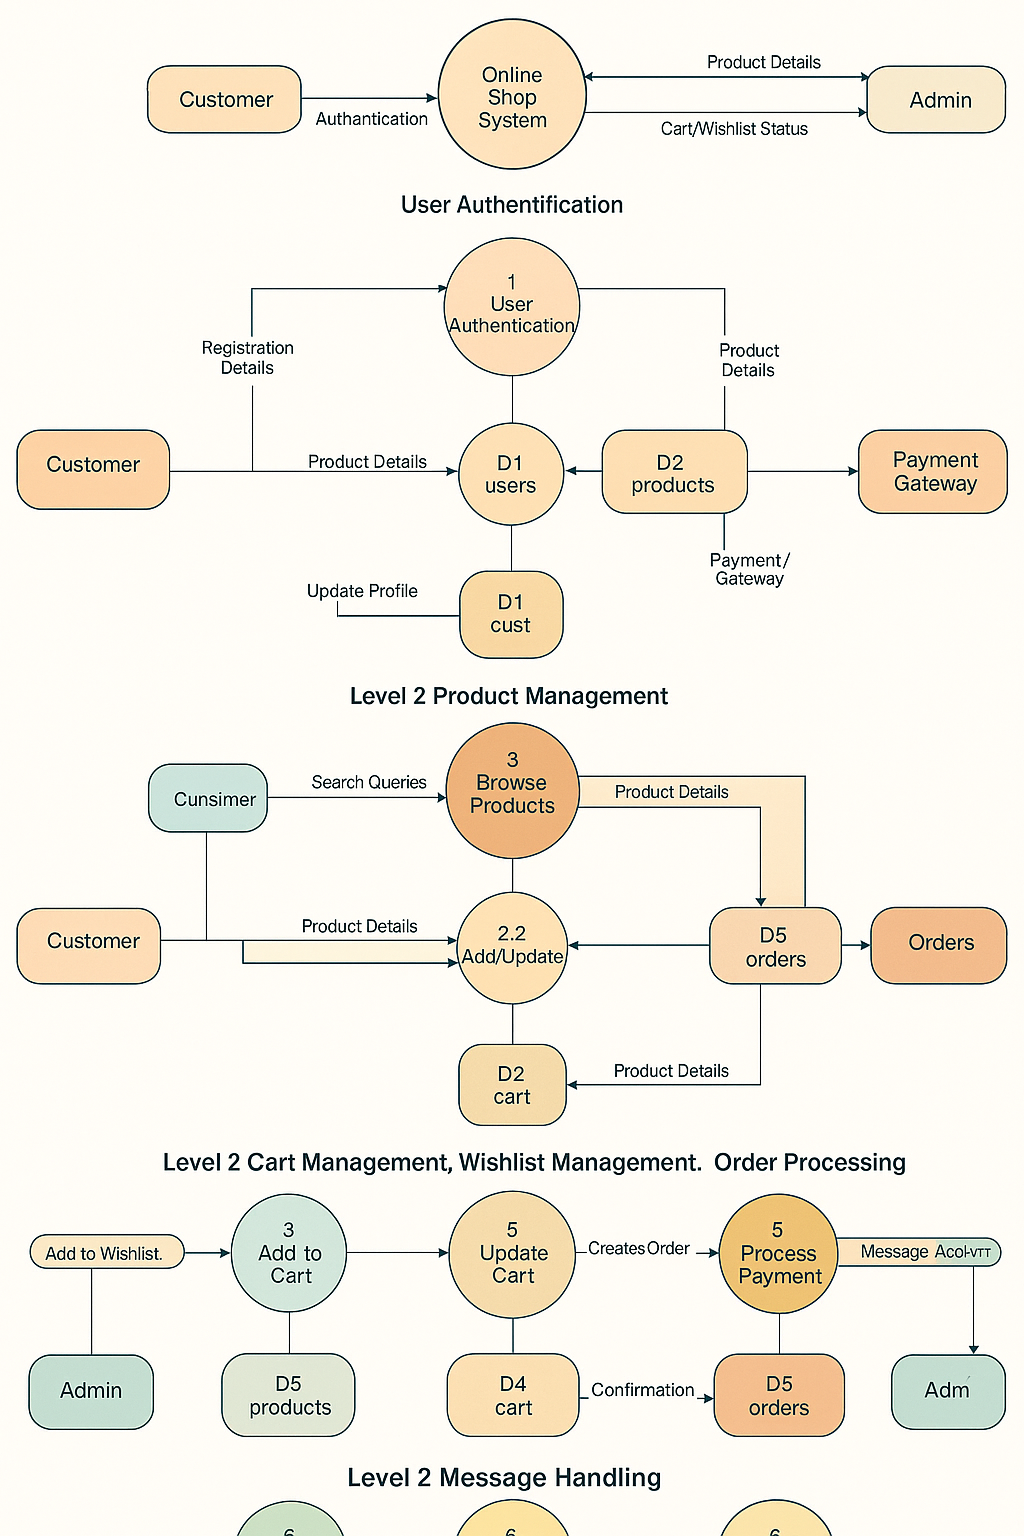 Customer
Authantication
Online
Shop
System
Product Details
Cart/Wishlist Status
Admin
User Authentification
1
User
Authentication
Registration
Details
Product
Details
Customer
Product Details
D1
users
D2
products
Payment
Gateway
Payment/
Gateway
Update Profile
D1
cust
Level 2 Product Management
3
Browse
Products
Cunsimer
Search Queries
Product Details
Customer
Product Details
2.2
Add/Update
D5
orders
Orders
D2
cart
Product Details
Level 2 Cart Management, Wishlist Management. Order Processing
Add to Wishlist.
3
Add to
Cart
5
Update
Cart
Creates Order
5
Process
Payment
Message
Admin
D5
products
D4
cart
Confirmation
D5
orders
Adm
Level 2 Message Handling
6
6
6